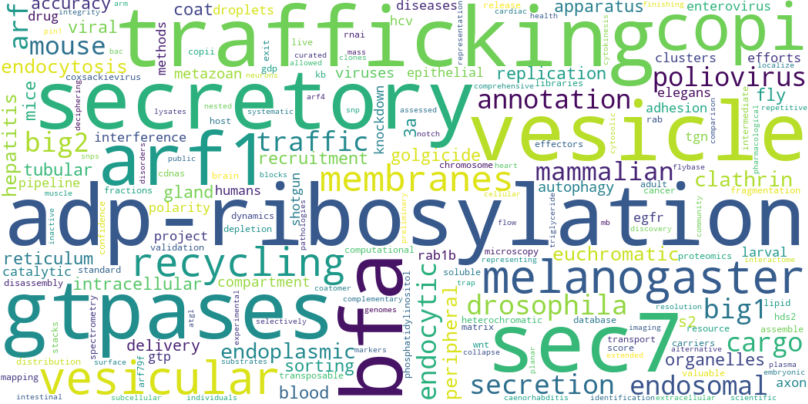 accuracy
integrity
drug
arf
viral
mouse
endocytosis
coxsackievirus
trafficking
coat
droplets
diseases
hcv
rnai
live
mass
methods
metazoan
viruses
epithelial
curated
allowed
clones
release
cardiac
health
representation
copi
apparatus
enterovirus
arm
finishing
exit
gdp
copii
neurons
kb
replication
clusters
efforts
localize
poliovirus
secretory
annotation
elegans
adhesion
fly
rab
repetitive
hepatitis
mice
deciphering
lysates
nested
systematic
arf4
snp
assessed
host
knockdown
3a
notch
comprehensive
libraries
effectors
vesicle
cytosolic
comparison
intermediate
pharmacological
tgn
big2
interference
arf1
traffic
recruitment
golgicide
chromosome
heart
mammalian
flybase
tubular
snps
disorders
public
cdnas
brain
blocks
membranes
autophagy
adult
cancer
clathrin
pipeline
muscle
fractions
gland
humans
shotgun
pathologies
cellular
egfr
fragmentation
adp-ribosylation
inactive
confidence
polarity
dynamics
depletion
project
validation
flow
mb
triglyceride
discovery
community
reticulum
catalytic
standard
disassembly
intracellular
recycling
compartment
computational
coatomer
complementary
genomes
rab1b
microscopy
representing
soluble
trap
euchromatic
proteomics
larval
interactome
melanogaster
gtpases
spectrometry
atgl
experimental
selectively
bfa
phosphatidylinositol
endocytic
peripheral
drosophila
heterochromatic
database
resolution
imaging
s2
resource
big1
lipid
hds2
assemble
stacks
arf79f
delivery
gtp
endoplasmic
markers
substrates
sorting
transposable
matrix
wnt
collapse
planar
sec7
transport
score
extended
carriers
alternative
cargo
organelles
plasma
embryonic
distribution
surface
mapping
vesicular
blood
secretion
endosomal
valuable
axon
intestinal
subcellular
individuals
caenorhabditis
identification
extracellular
scientific